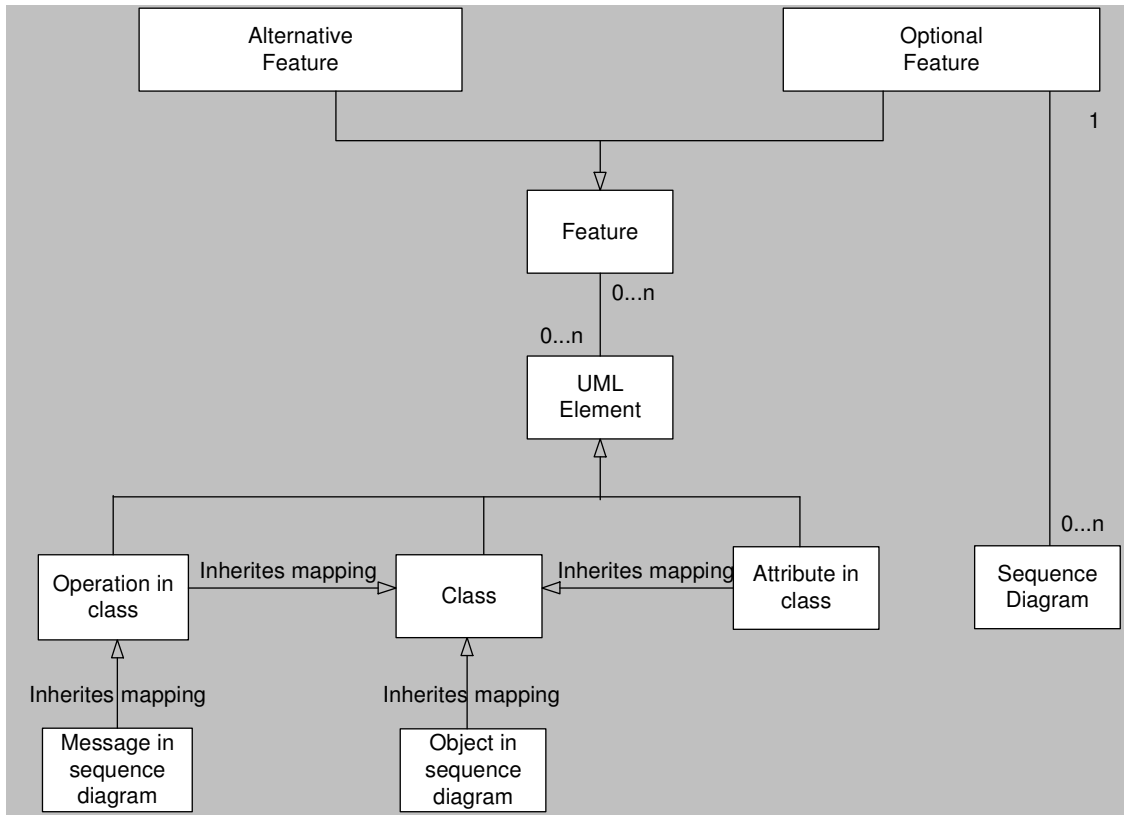 Alternative
Feature
Optional
Feature
1
Feature
0...n
0...n
UML
Element
0...n
Operation in
class
Inherites mapping
Class
Inherites mapping
Attribute in
class
Sequence
Diagram
Inherites mapping
Inherites mapping
Message in
sequence
diagram
Object in
sequence
diagram